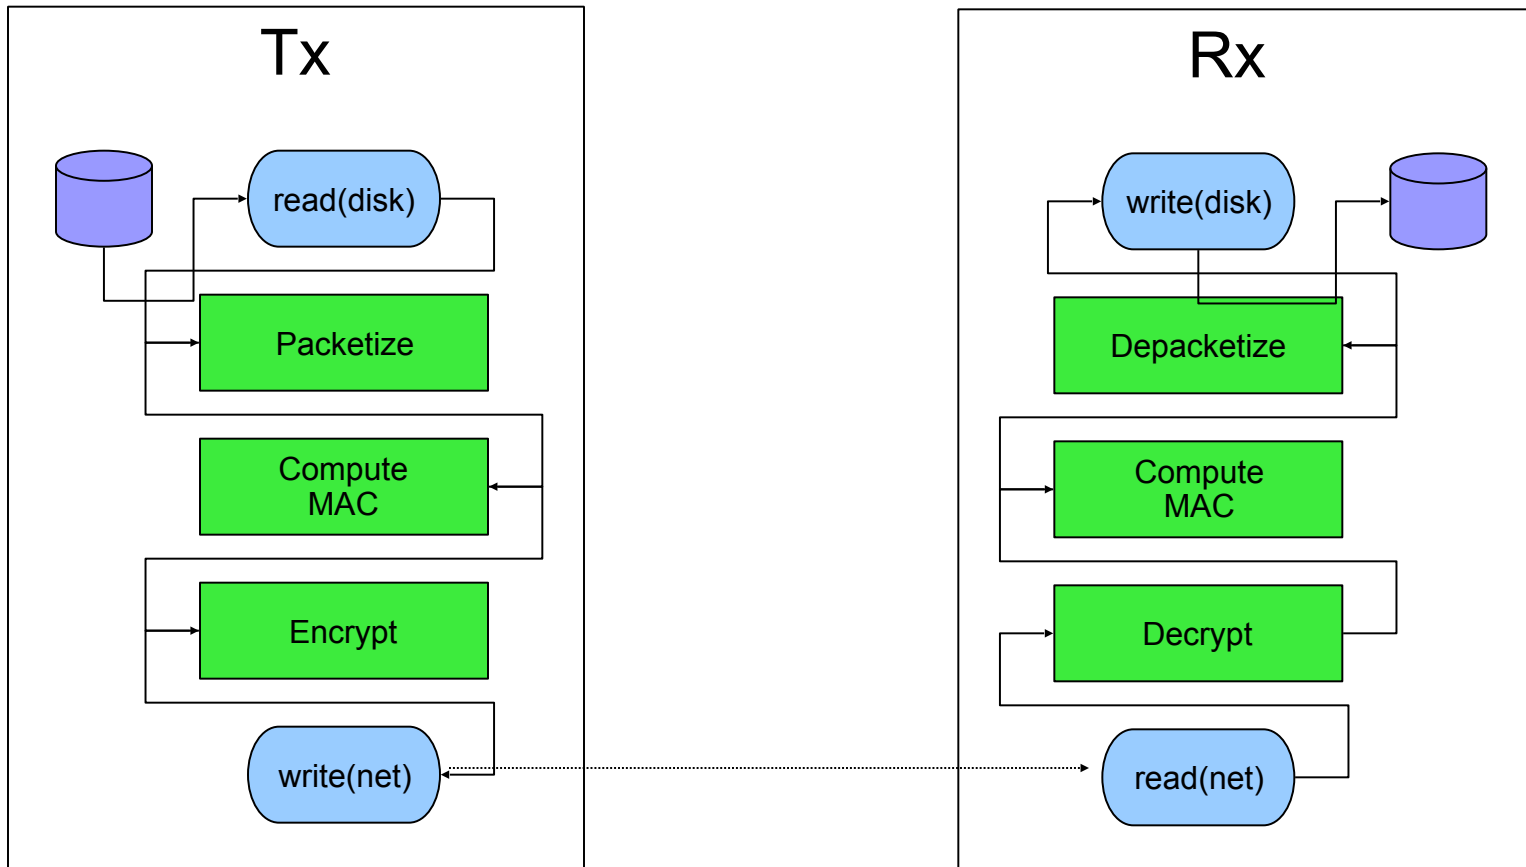 Tx
read(disk)
Packetize
Compute
MAC
Encrypt
write(net)
Rx
write(disk)
Depacketize
Compute
MAC
Decrypt
read(net)